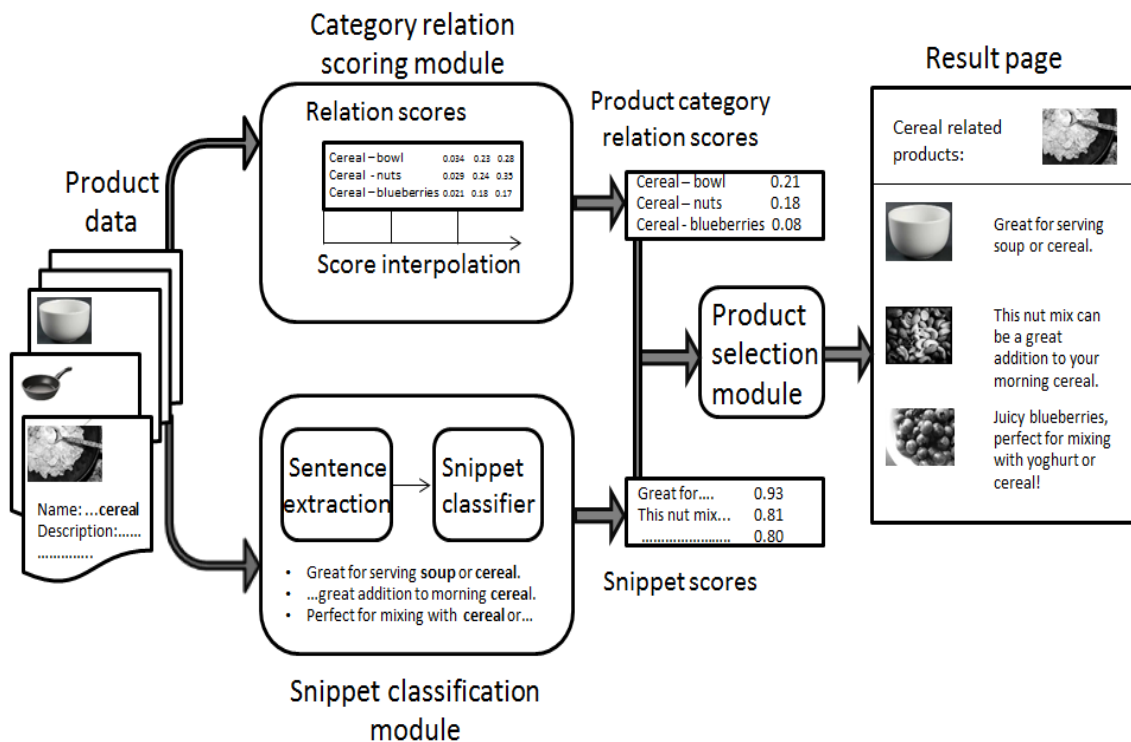 Category relation
scoring module
Relation scores
Cereal – bowl 0.034 0.23 0.28
Cereal - nuts 0.029 0.24 0.35
Cereal – blueberries 0.021 0.18 0.17
Score interpolation
Product
data
Name: ...cereal
Description:......
..............
Sentence
extraction
Snippet
classifier
• Great for serving soup or cereal.
• ...great addition to morning cereal.
• Perfect for mixing with cereal or...
Snippet classification
module
Product category
relation scores
Cereal – bowl 0.21
Cereal – nuts 0.18
Cereal - blueberries 0.08
Product
selection
module
Great for.... 0.93
This nut mix... 0.81
...................... 0.80
Snippet scores
Result page
Cereal related
products:
Great for serving
soup or cereal.
This nut mix can
be a great
addition to your
morning cereal.
Juicy blueberries,
perfect for mixing
with yoghurt or
cereal!